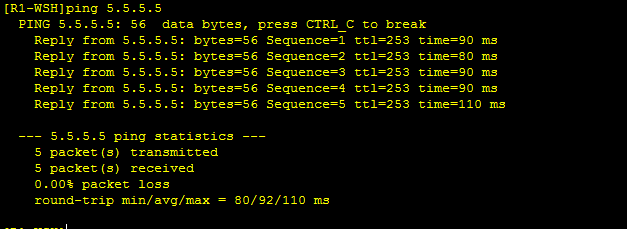 [R1-WSH]ping 5.5.5.5
PING 5.5.5.5: 56  data bytes, press CTRL_C to break
Reply from 5.5.5.5: bytes=56 Sequence=1 ttl=253 time=90 ms
Reply from 5.5.5.5: bytes=56 Sequence=2 ttl=253 time=80 ms
Reply from 5.5.5.5: bytes=56 Sequence=3 ttl=253 time=90 ms
Reply from 5.5.5.5: bytes=56 Sequence=4 ttl=253 time=90 ms
Reply from 5.5.5.5: bytes=56 Sequence=5 ttl=253 time=110 ms
--- 5.5.5.5 ping statistics ---
5 packet(s) transmitted
5 packet(s) received
0.00% packet loss
round-trip min/avg/max = 80/92/110 ms